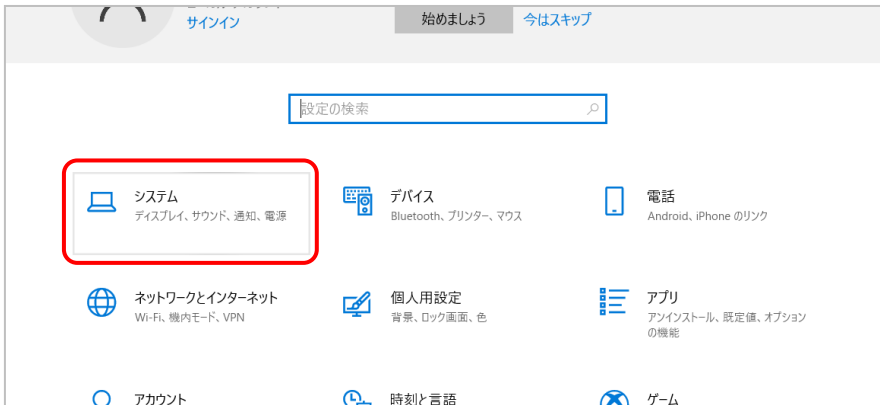 サインイン
始めましょう
今はスキップ
設定の検索
システム
ディスプレイ、サウンド、通知、電源
デバイス
Bluetooth、プリンター、マウス
電話
Android、iPhone のリンク
ネットワークとインターネット
Wi-Fi、機内モード、VPN
個人用設定
背景、ロック画面、色
アプリ
アンインストール、既定値、オプション
の機能
アカウント
時刻と言語
ゲーム